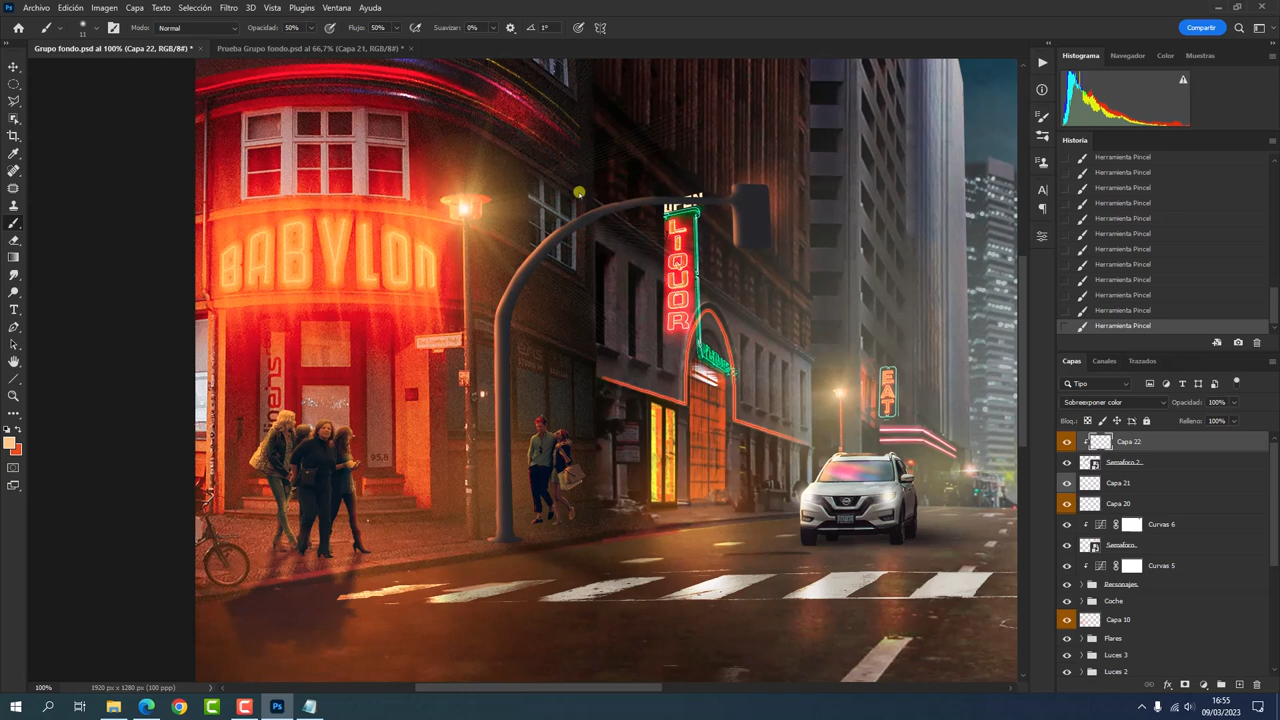 Archivo Edición Imagen Capa Texto Selección Filtro 3D Vista Plugins Ventana Ayuda
11 Modo: Normal Opacidad: 50% Flujo: 50% Suavizar: 0% 1° Compartir
Grupo fondo.psd al 100% (Capa 22, RGB/8#) * Prueba Grupo fondo.psd al 66,7% (Capa 21, RGB/8#) *
Histograma Navegador Color Muestras
Historia
Herramienta Pincel
Herramienta Pincel
Herramienta Pincel
Herramienta Pincel
Herramienta Pincel
Herramienta Pincel
Herramienta Pincel
Herramienta Pincel
Herramienta Pincel
Herramienta Pincel
Herramienta Pincel
Herramienta Pincel
Capas Canales Trazados
Tipo
Sobreexponer color Opacidad: 100%
Bloq.: Relleno: 100%
Capa 22
Semaforo 2
Capa 21
Capa 20
Curvas 6
Semaforo
Curvas 5
Personajes
Coche
Capa 10
Flares
Luces 3
Luces 2
BABYLO
OPEN
LIQUOR
EAT
95,8
100% 1920 px x 1280 px (100 ppp)
16:55
09/03/2023